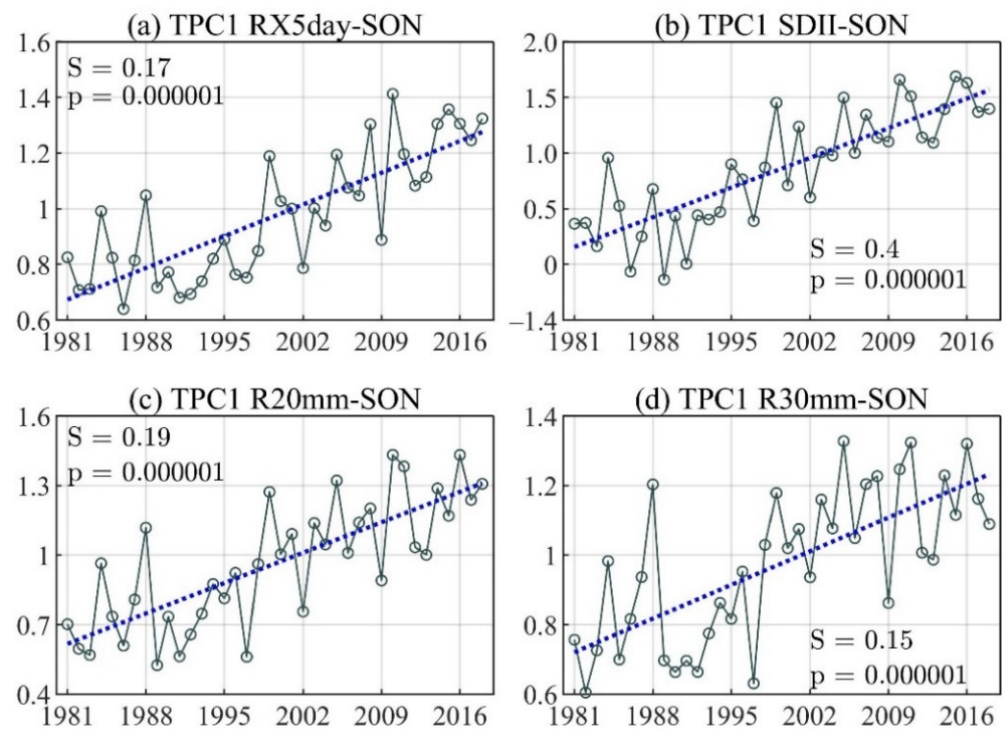 (a) TPC1 RX5day-SON
1.6
1.4
1.2
1
0.8
0.6
S = 0.17
p = 0.000001
1981 1988 1995 2002 2009 2016
(b) TPC1 SDII-SON
2.0
1.5
1.0
0.5
0
−1.4
S = 0.4
p = 0.000001
1981 1988 1995 2002 2009 2016
(c) TPC1 R20mm-SON
1.6
1.3
1
0.7
0.4
S = 0.19
p = 0.000001
1981 1988 1995 2002 2009 2016
(d) TPC1 R30mm-SON
1.4
1.2
1
0.8
0.6
S = 0.15
p = 0.000001
1981 1988 1995 2002 2009 2016